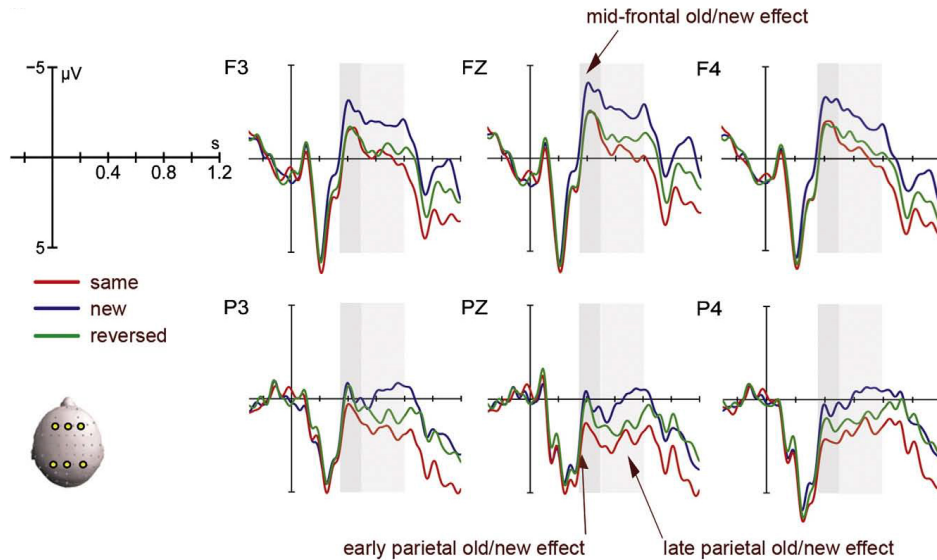 mid-frontal old/new effect
-5
µV
s
0.4 0.8 1.2
5
F3
FZ
F4
same
new
reversed
P3
PZ
P4
early parietal old/new effect
late parietal old/new effect